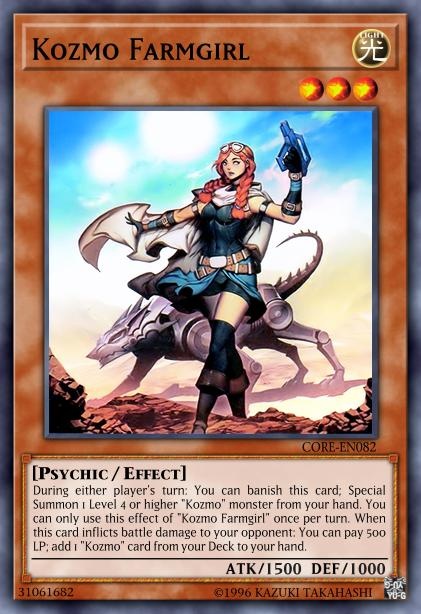 Kozmo Farmgirl
LIGHT
光
CORE-EN082
[Psychic / Effect]
During either player's turn: You can banish this card; Special
Summon 1 Level 4 or higher "Kozmo" monster from your hand. You
can only use this effect of "Kozmo Farmgirl" once per turn. When
this card inflicts battle damage to your opponent: You can pay 500
LP; add 1 "Kozmo" card from your Deck to your hand.
ATK/1500 DEF/1000
31061682
©1996 KAZUKI TAKAHASHI